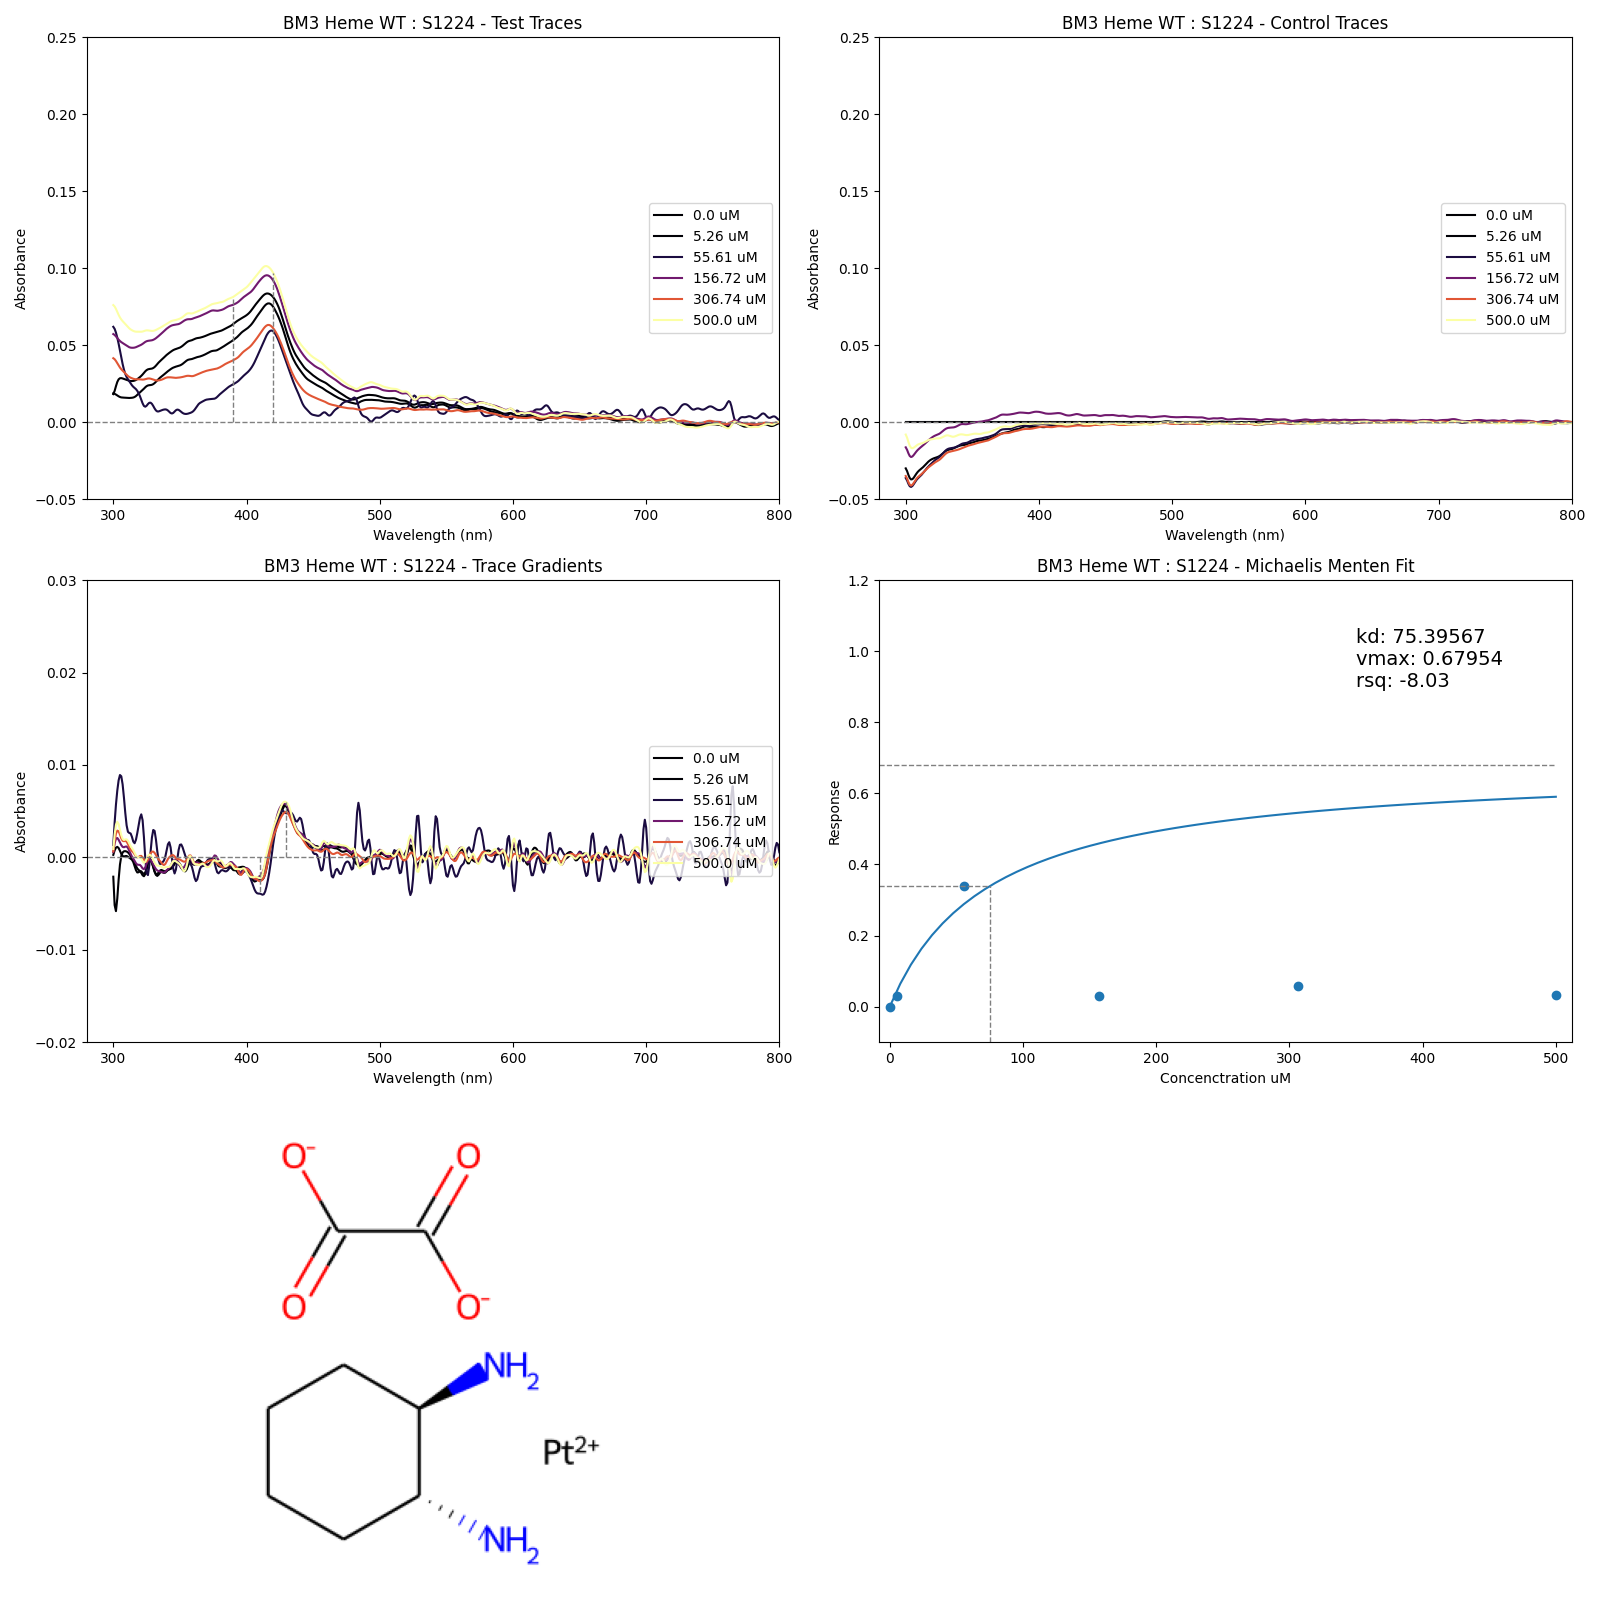 BM3 Heme WT : S1224 - Test Traces
0.25
0.20
0.15
0.10
0.05
0.00
−0.05
Absorbance
300 400 500 600 700 800
Wavelength (nm)
0.0 uM
5.26 uM
55.61 uM
156.72 uM
306.74 uM
500.0 uM
BM3 Heme WT : S1224 - Control Traces
0.25
0.20
0.15
0.10
0.05
0.00
−0.05
Absorbance
300 400 500 600 700 800
Wavelength (nm)
0.0 uM
5.26 uM
55.61 uM
156.72 uM
306.74 uM
500.0 uM
BM3 Heme WT : S1224 - Trace Gradients
0.03
0.02
0.01
0.00
−0.01
−0.02
Absorbance
300 400 500 600 700 800
Wavelength (nm)
0.0 uM
5.26 uM
55.61 uM
156.72 uM
306.74 uM
500.0 uM
BM3 Heme WT : S1224 - Michaelis Menten Fit
1.2
1.0
0.8
0.6
0.4
0.2
0.0
Response
0 100 200 300 400 500
Concenctration uM
kd: 75.39567
vmax: 0.67954
rsq: -8.03
O⁻ O
O O⁻
NH₂
Pt²⁺
NH₂